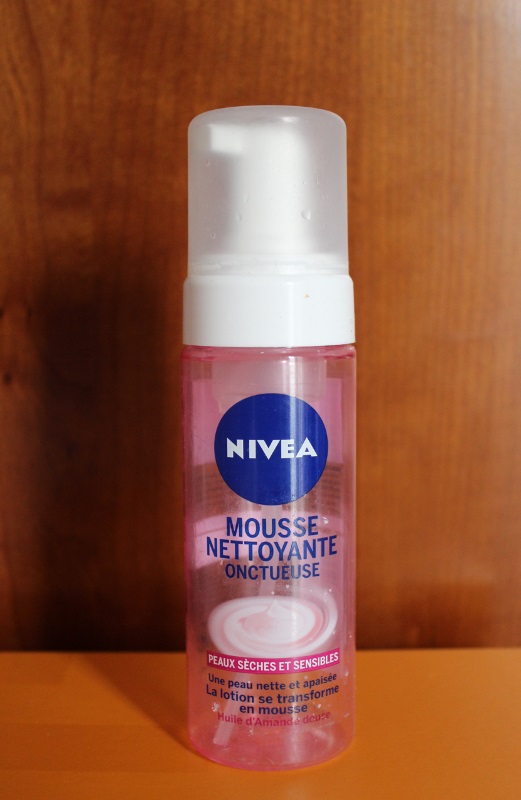 NIVEA
MOUSSE
NETTOYANTE
ONCTUEUSE
PEAUX SÈCHES ET SENSIBLES
Une peau nette et apaisée
La lotion se transforme
en mousse
Huile d'Amande douce